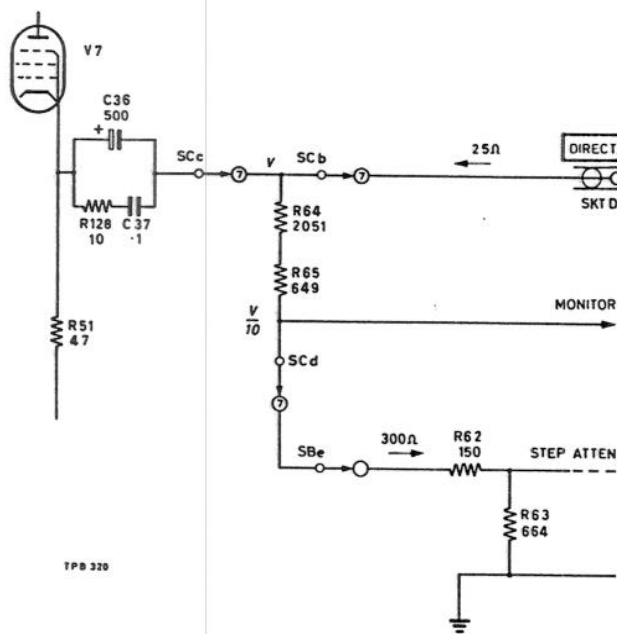 V7
C36
500
+
SCc
7
V
SCb
7
25Ω
DIRECT
SKT D
R64
2051
R128
10
C37
·1
R65
649
R51
47
V
10
MONITOR
SCd
7
SBe
300Ω
R62
150
STEP ATTEN
R63
664
TPB 320